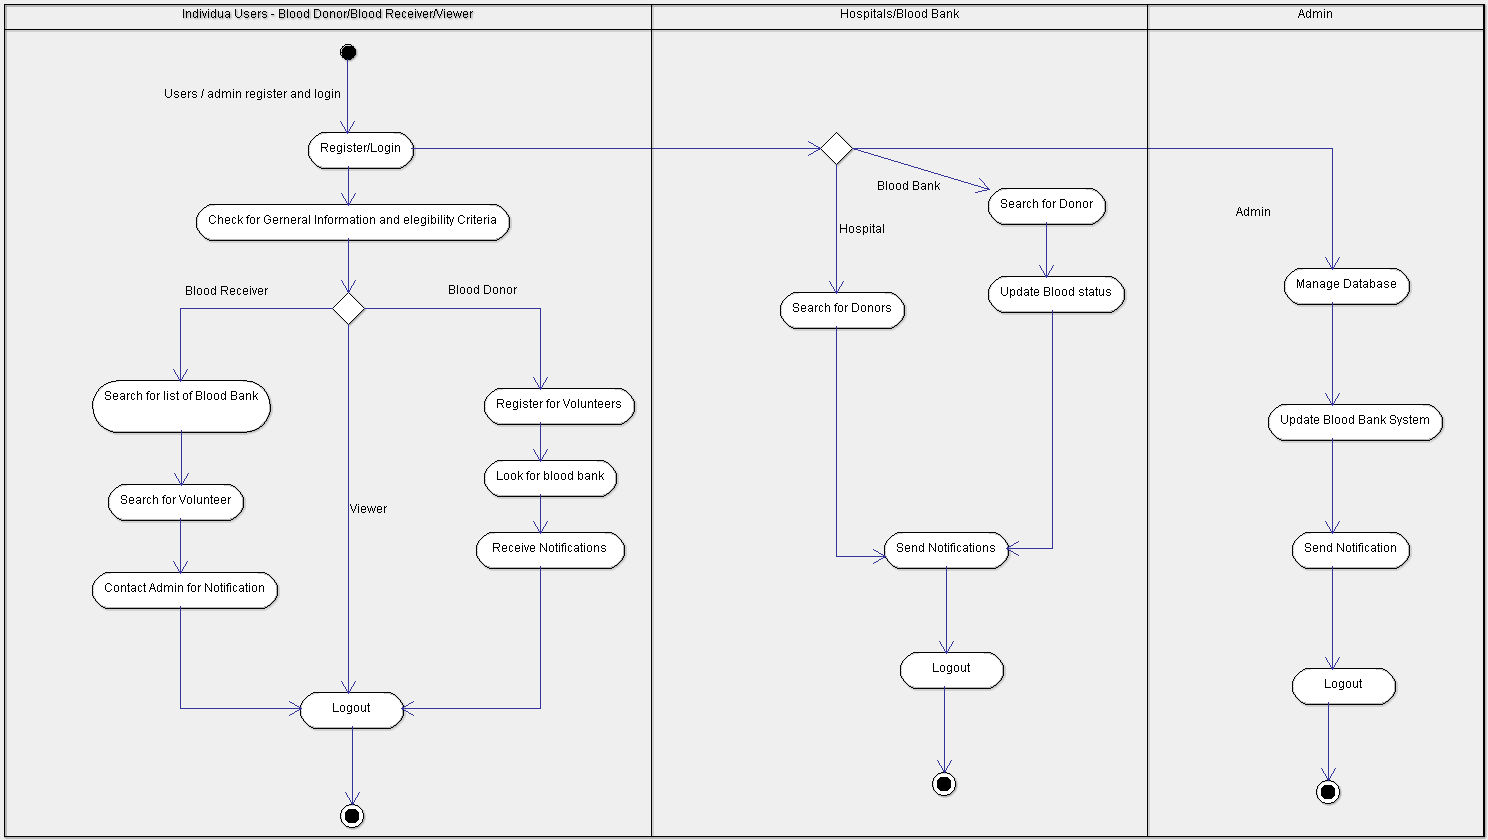 Individua Users - Blood Donor/Blood Receiver/Viewer
Hospitals/Blood Bank
Admin
Users / admin register and login
Register/Login
Check for Gerneral Information and elegibility Criteria
Blood Receiver
Blood Donor
Search for list of Blood Bank
Register for Volunteers
Look for blood bank
Search for Volunteer
Viewer
Receive Notifications
Contact Admin for Notification
Logout
Blood Bank
Search for Donor
Hospital
Update Blood status
Search for Donors
Send Notifications
Logout
Admin
Manage Database
Update Blood Bank System
Send Notification
Logout